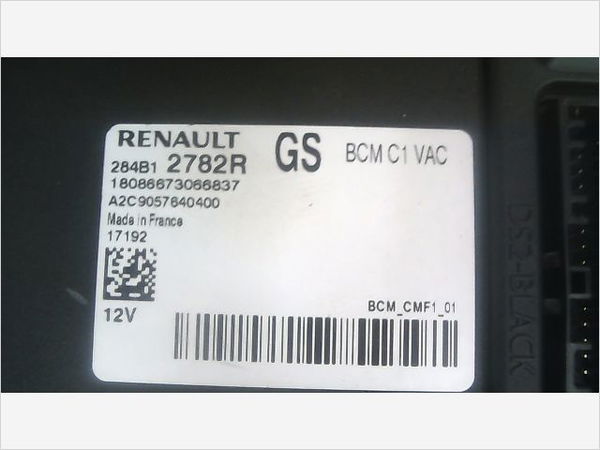 RENAULT GS BCM C1 VAC
284B1 2782R
18086673066837
A2C9057640400
Made in France
17192
BCM_CMF1_01
12V
DS2-BLACK